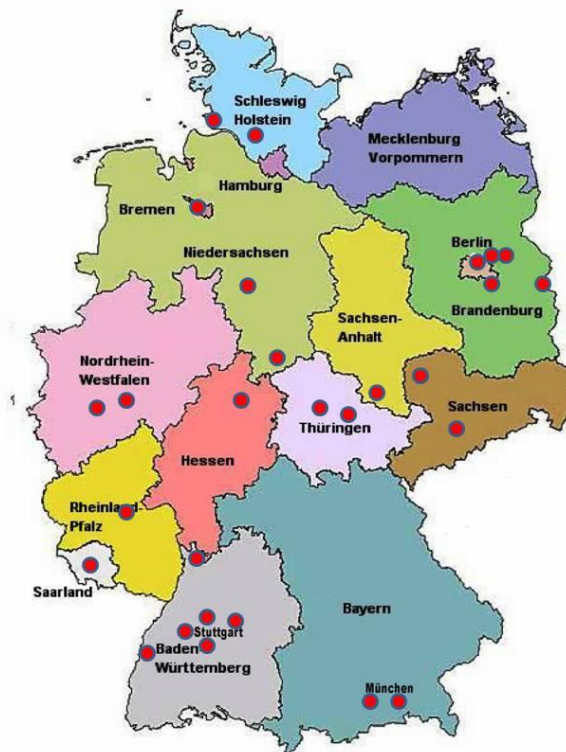 Schleswig
Holstein
Mecklenburg
Vorpommern
Hamburg
Bremen
Niedersachsen
Berlin
Brandenburg
Sachsen-
Anhalt
Nordrhein-
Westfalen
Sachsen
Thüringen
Hessen
Rheinland
Pfalz
Saarland
Bayern
Stuttgart
Baden
Württemberg
München